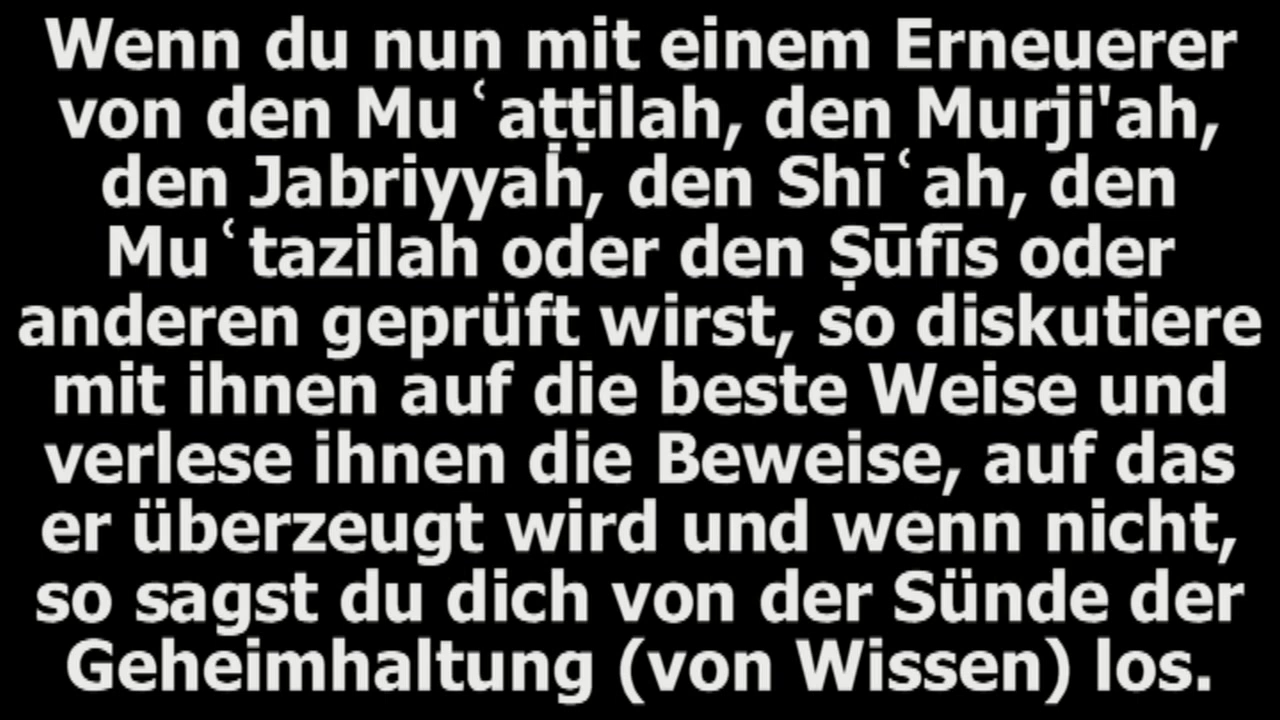 Wenn du nun mit einem Erneuerer
von den Muʿaṭṭilah, den Murji'ah,
den Jabriyyah, den Shīʿah, den
Muʿtazilah oder den Ṣūfīs oder
anderen geprüft wirst, so diskutiere
mit ihnen auf die beste Weise und
verlese ihnen die Beweise, auf das
er überzeugt wird und wenn nicht,
so sagst du dich von der Sünde der
Geheimhaltung (von Wissen) los.